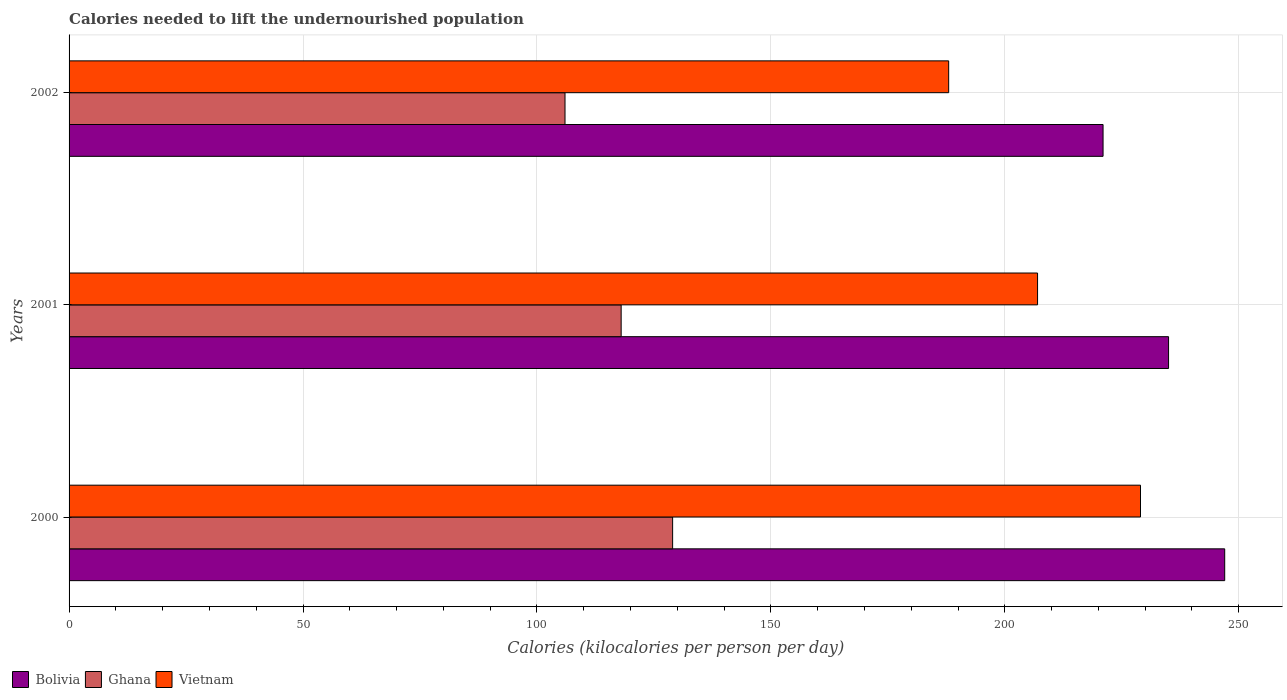 Calories needed to lift the undernourished population
2002
2001
2000
Years
0
50
100
150
200
250
Calories (kilocalories per person per day)
Bolivia
Ghana
Vietnam